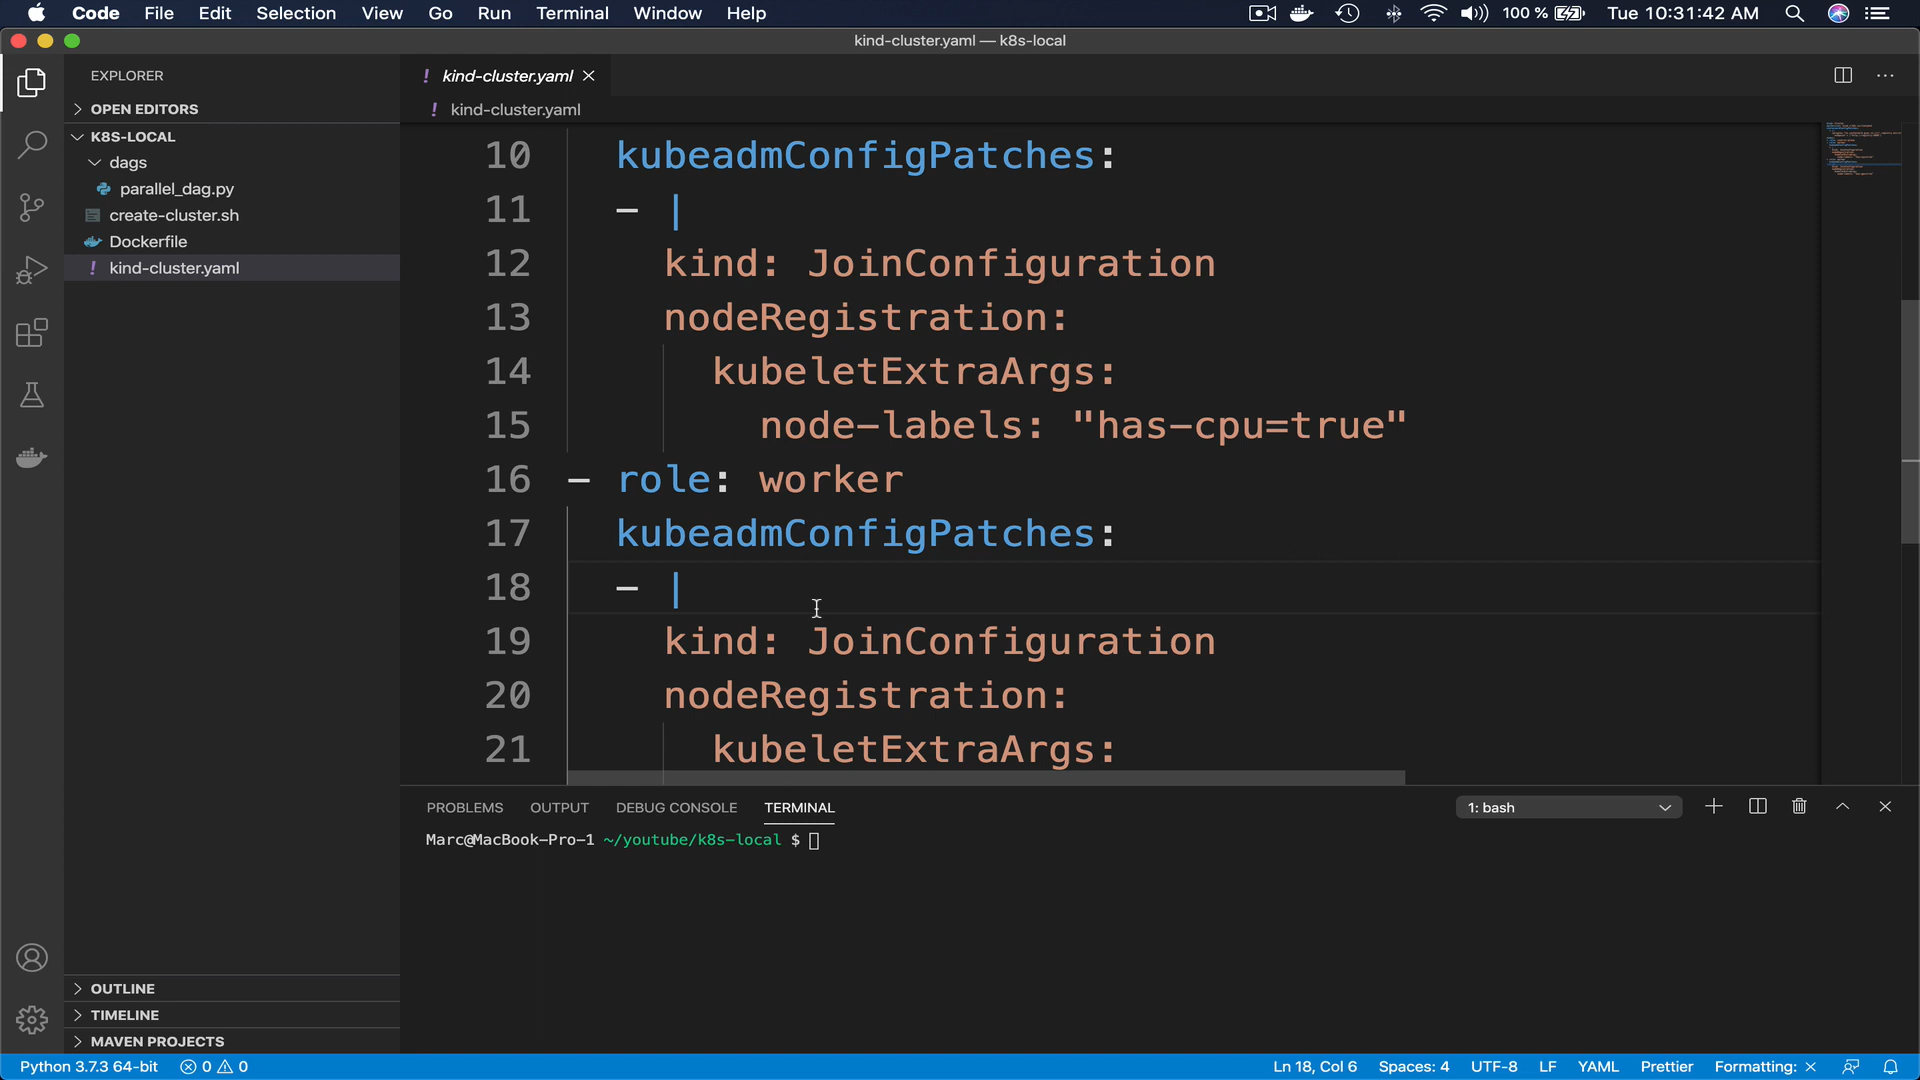 Code File Edit Selection View Go Run Terminal Window Help 100 % Tue 10:31:42 AM
kind-cluster.yaml — k8s-local
EXPLORER
OPEN EDITORS
K8S-LOCAL
dags
parallel_dag.py
create-cluster.sh
Dockerfile
! kind-cluster.yaml
OUTLINE
TIMELINE
MAVEN PROJECTS
! kind-cluster.yaml
! kind-cluster.yaml
10 kubeadmConfigPatches:
11 - |
12 kind: JoinConfiguration
13 nodeRegistration:
14 kubeletExtraArgs:
15 node-labels: "has-cpu=true"
16 - role: worker
17 kubeadmConfigPatches:
18 - |
19 kind: JoinConfiguration
20 nodeRegistration:
21 kubeletExtraArgs:
PROBLEMS OUTPUT DEBUG CONSOLE TERMINAL 1: bash
Marc@MacBook-Pro-1 ~/youtube/k8s-local $
Python 3.7.3 64-bit 0 0 Ln 18, Col 6 Spaces: 4 UTF-8 LF YAML Prettier Formatting: ×